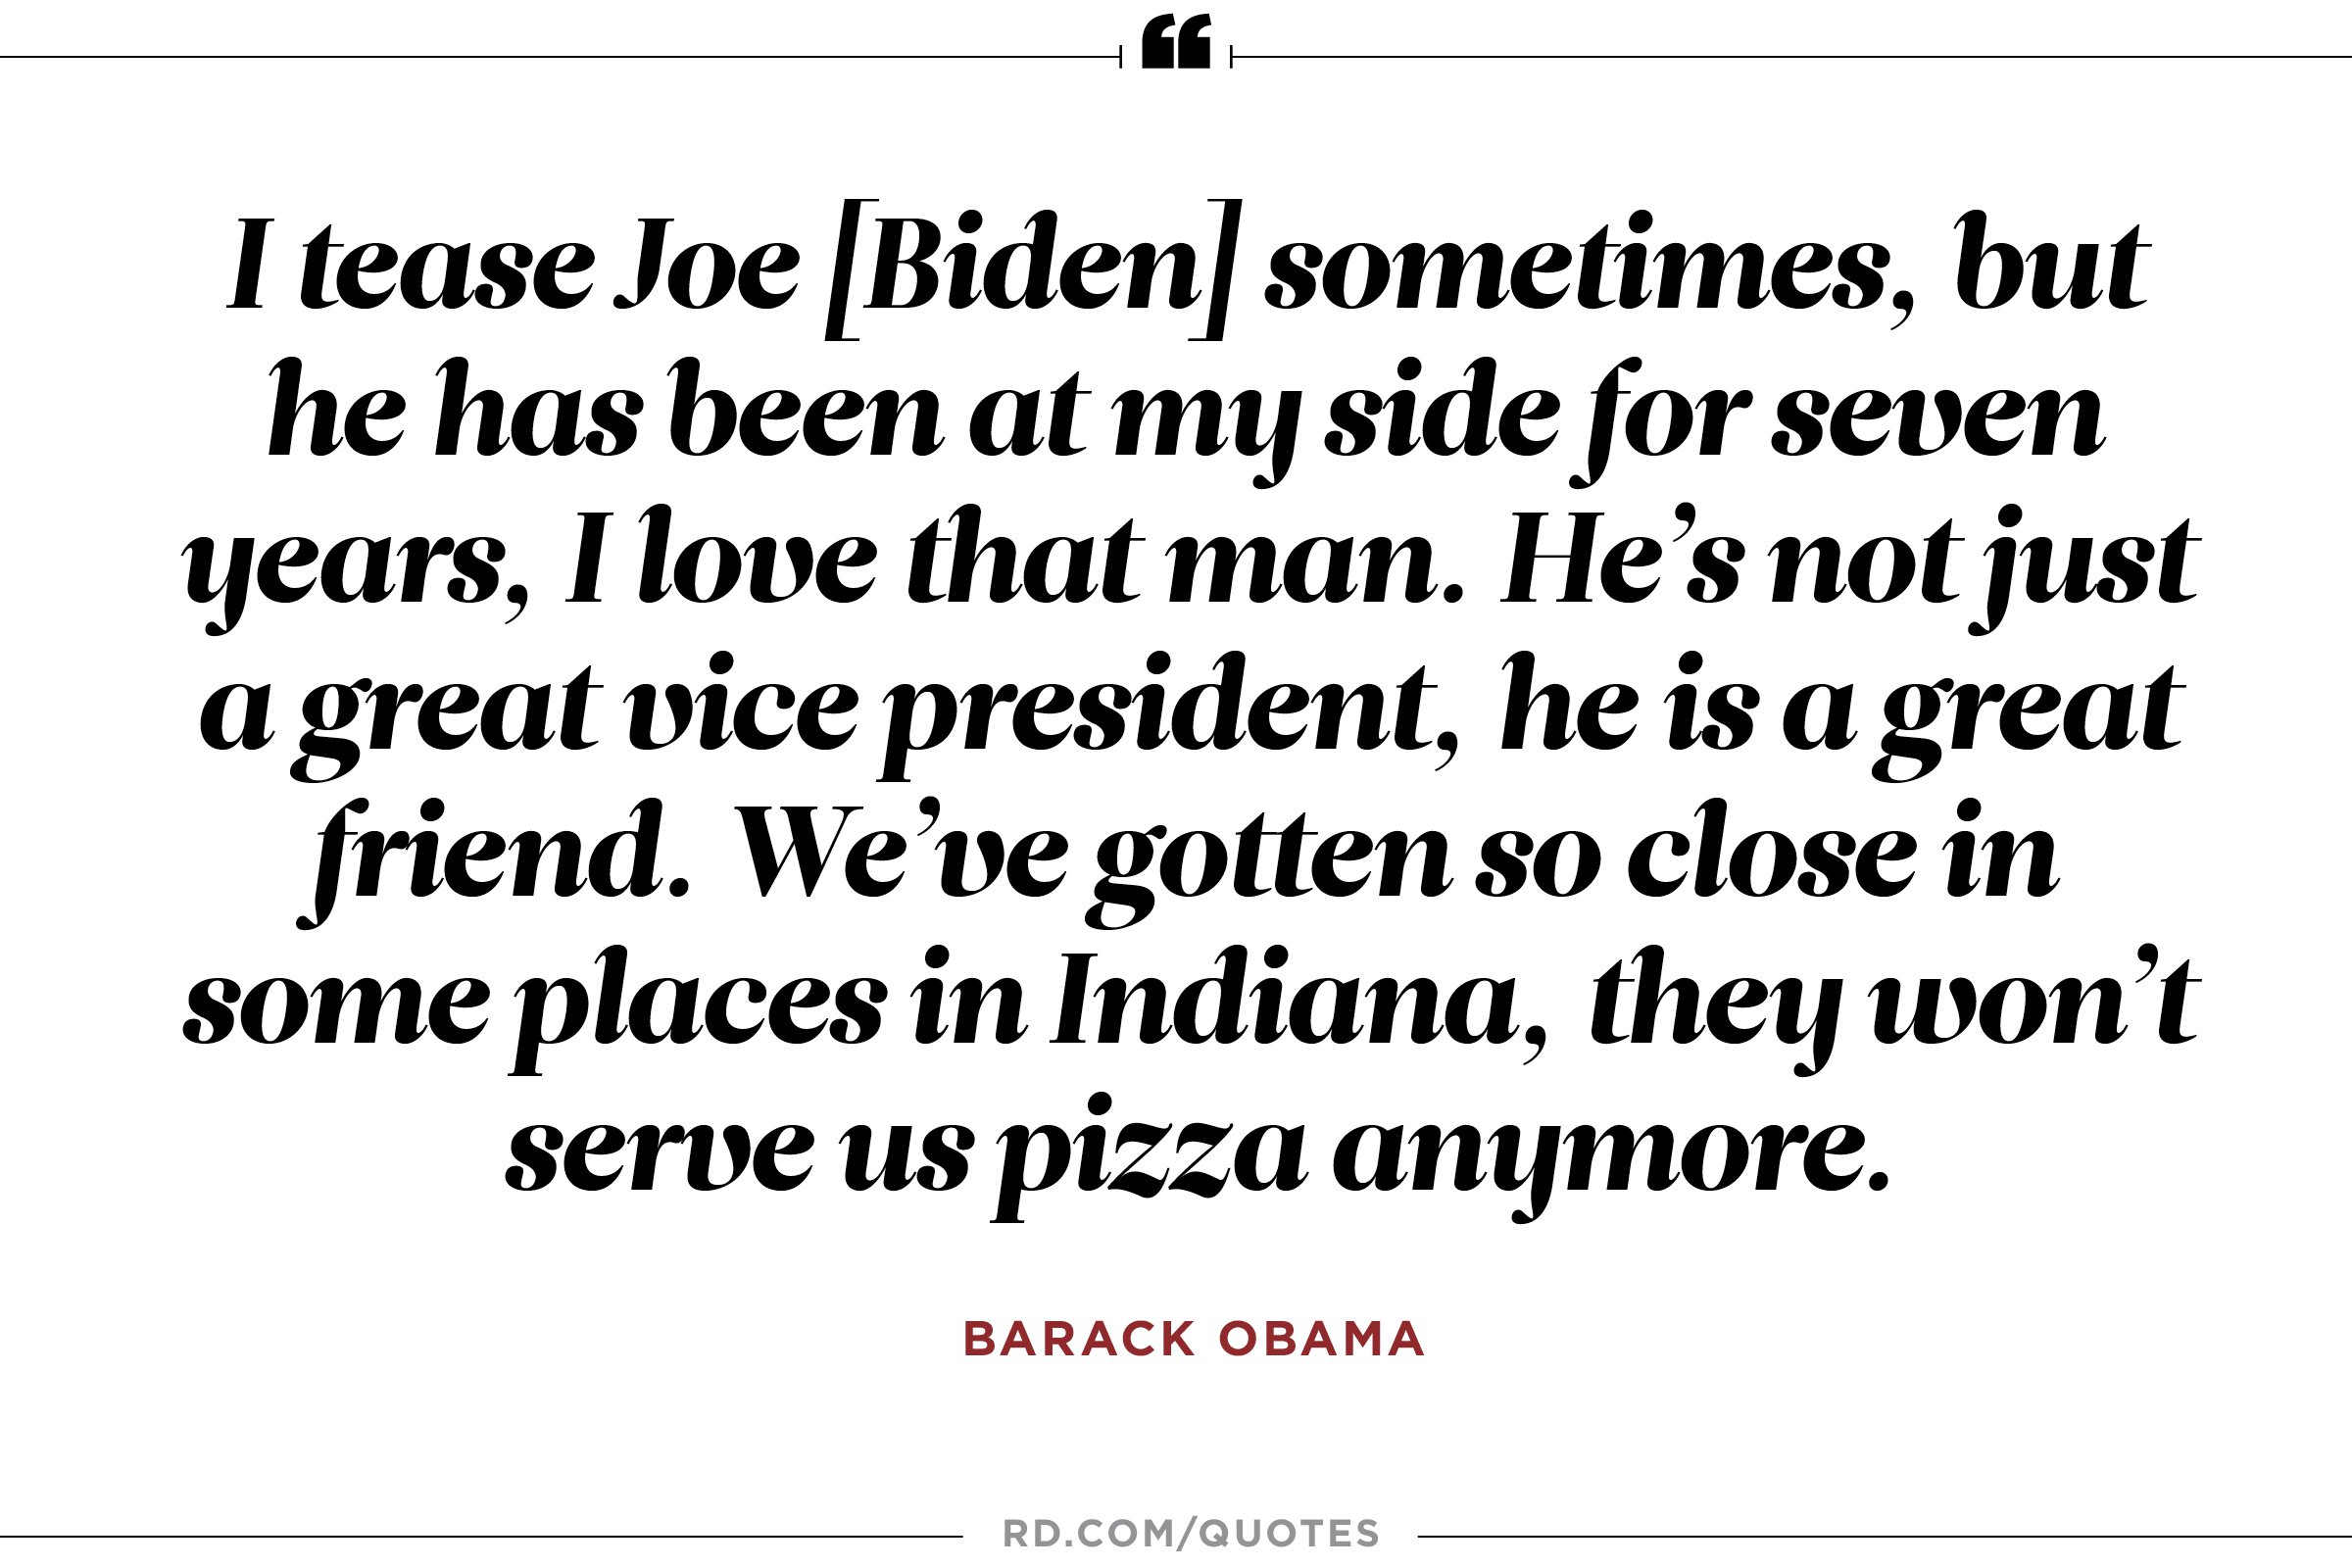 “
I tease Joe [Biden] sometimes, but
he has been at my side for seven
years, I love that man. He’s not just
a great vice president, he is a great
friend. We’ve gotten so close in
some places in Indiana, they won’t
serve us pizza anymore.
BARACK OBAMA
RD.COM/QUOTES